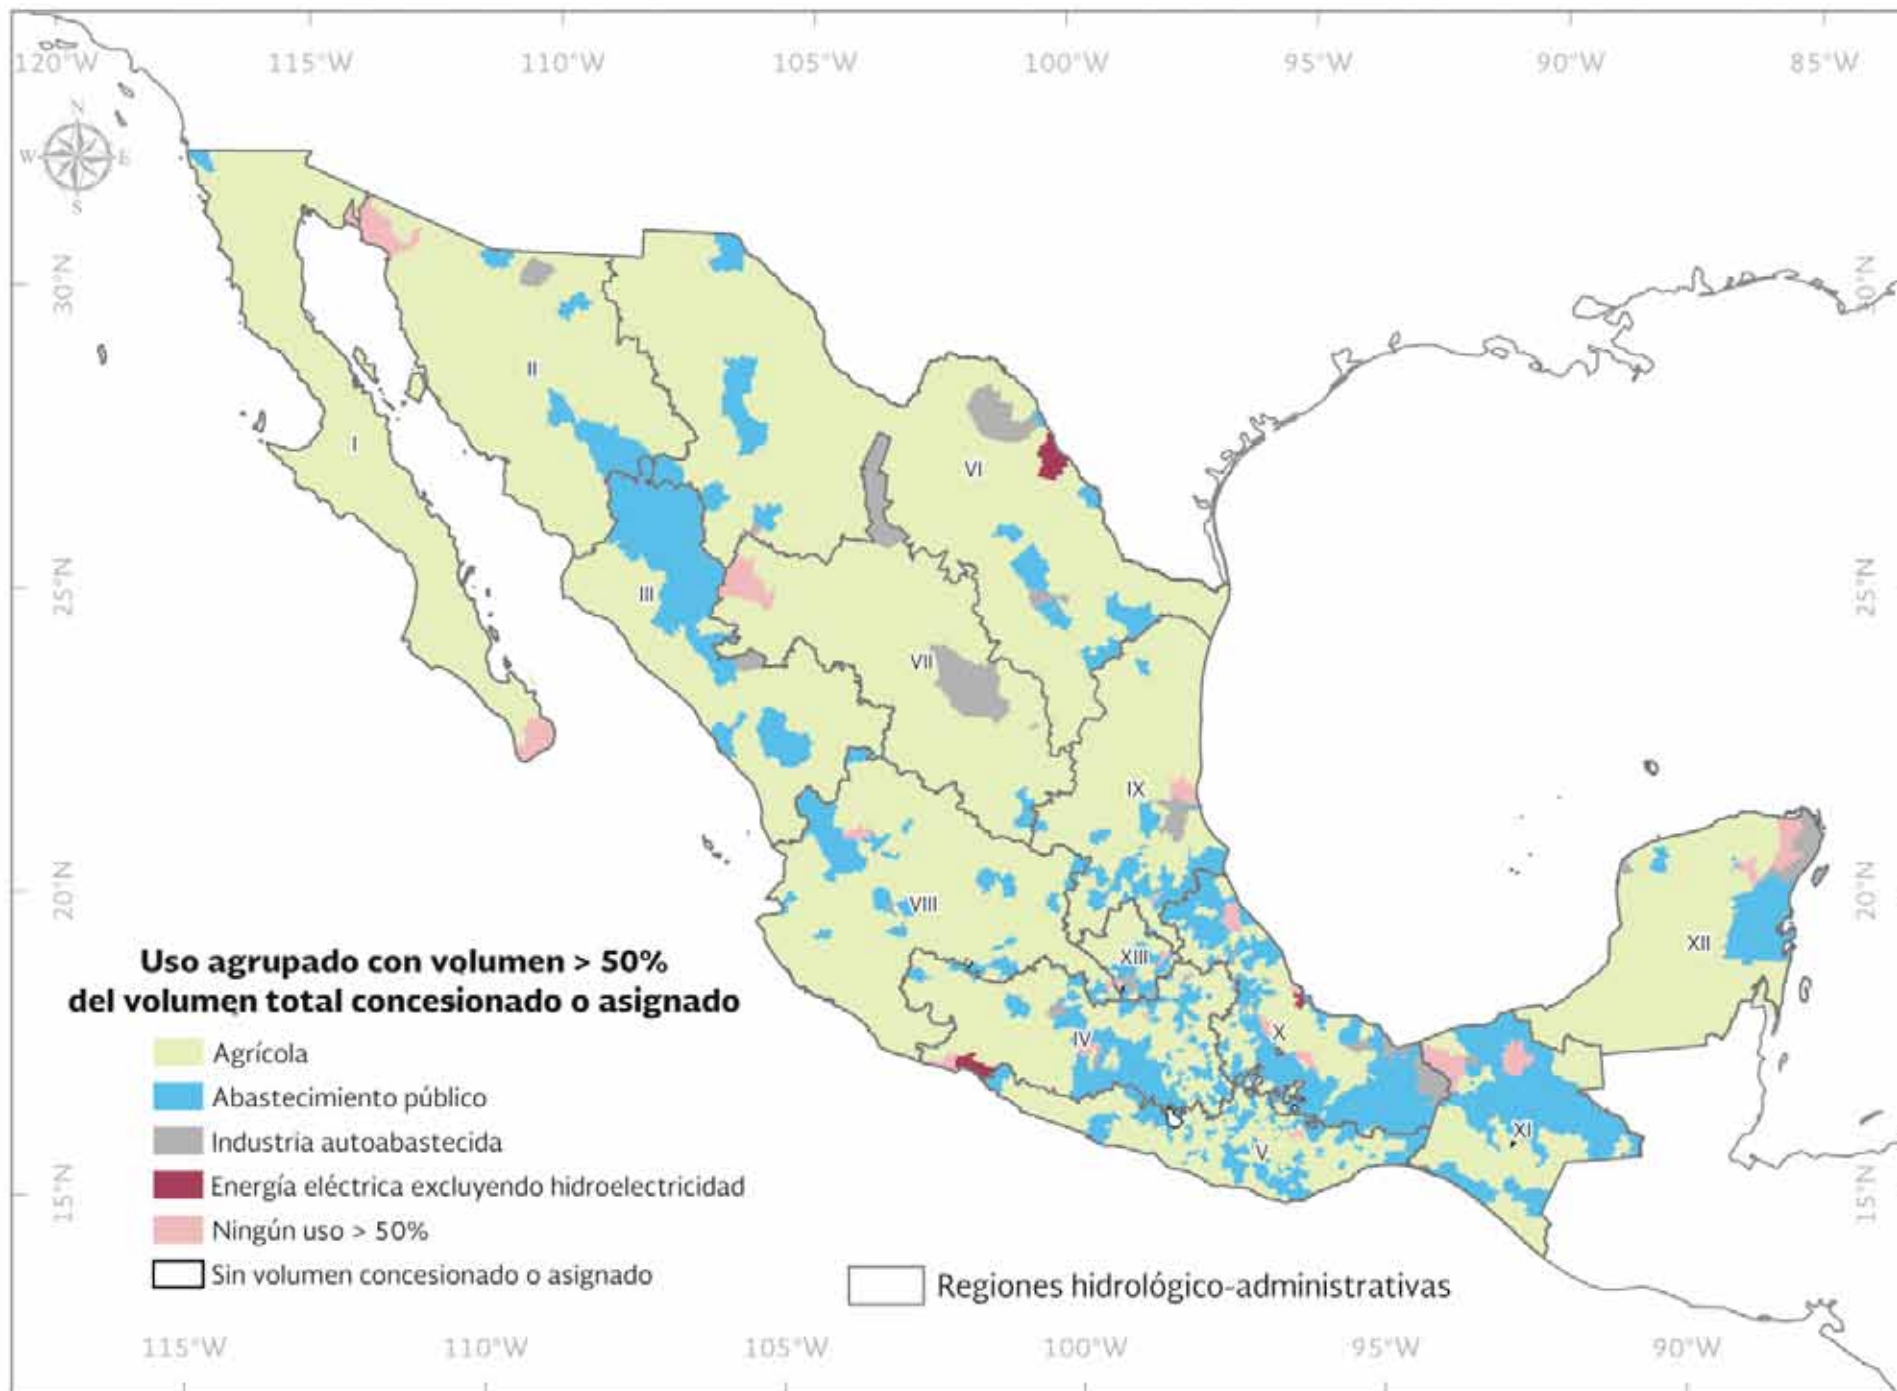 120°W 115°W 110°W 105°W 100°W 95°W 90°W 85°W
N
W E
S
30°N 30°N
II
I
VI
25°N 25°N
III
VII
IX
20°N 20°N
VIII
XII
XIII
X
IV
XI
V
15°N 15°N
Uso agrupado con volumen > 50%
del volumen total concesionado o asignado
Agrícola
Abastecimiento público
Industria autoabastecida
Energía eléctrica excluyendo hidroelectricidad
Ningún uso > 50%
Sin volumen concesionado o asignado
Regiones hidrológico-administrativas
115°W 110°W 105°W 100°W 95°W 90°W